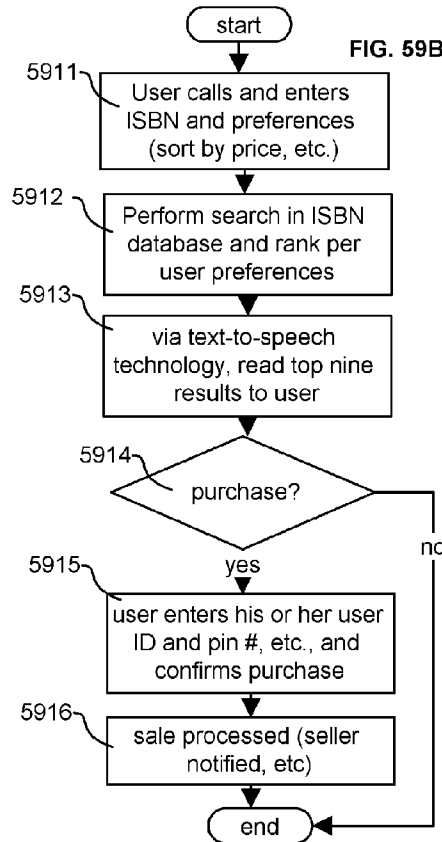 start
FIG. 59B
5911
User calls and enters
ISBN and preferences
(sort by price, etc.)
5912
Perform search in ISBN
database and rank per
user preferences
5913
via text-to-speech
technology, read top nine
results to user
5914
purchase?
no
yes
5915
user enters his or her user
ID and pin #, etc., and
confirms purchase
5916
sale processed (seller
notified, etc)
end